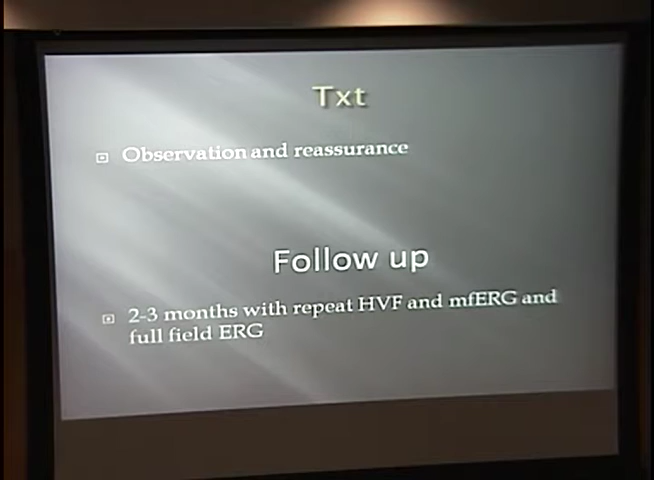 Txt
Observation and reassurance
Follow up
2-3 months with repeat HVF and mfERG and
full field ERG